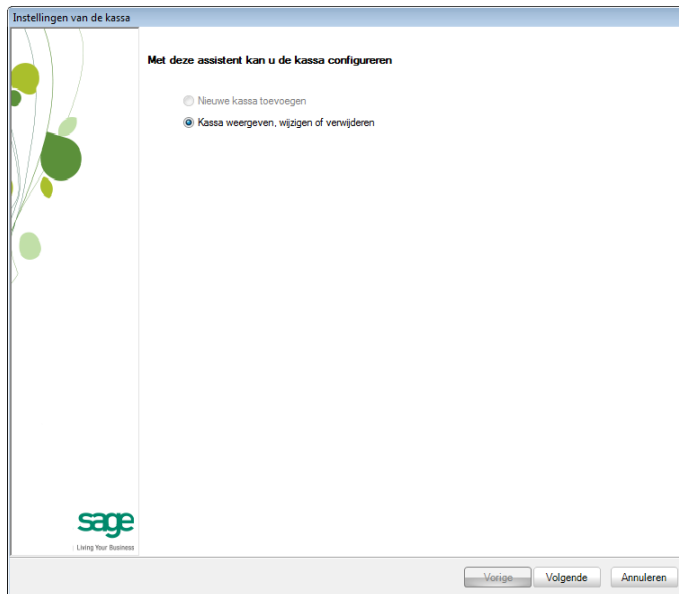 Instellingen van de kassa
Met deze assistent kan u de kassa configureren
Nieuwe kassa toevoegen
Kassa weergeven, wijzigen of verwijderen
sage
Living Your Business
Vorige
Volgende
Annuleren